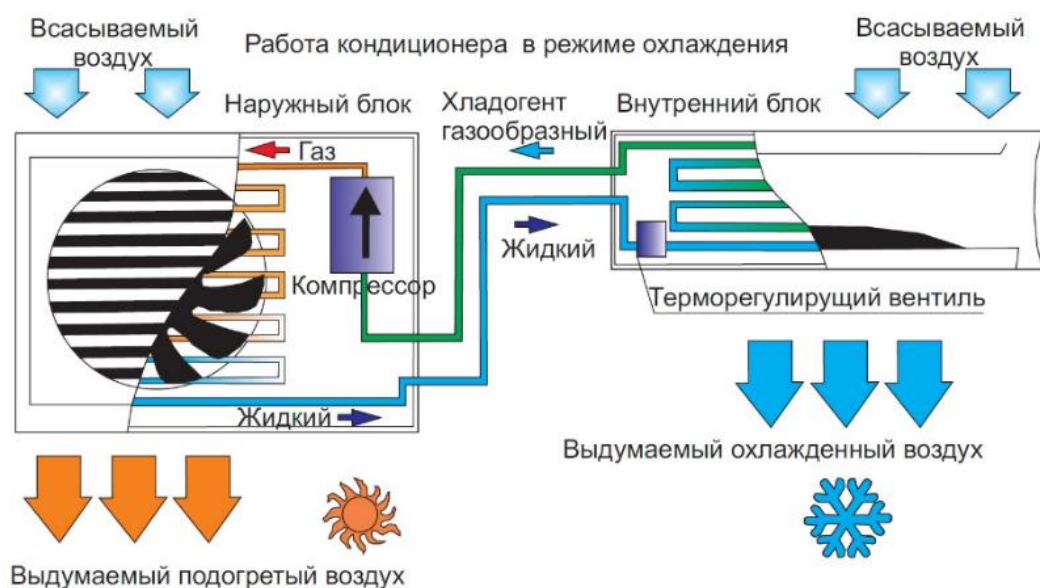 Всасываемый
воздух
Работа кондиционера в режиме охлаждения
Всасываемый
воздух
Наружный блок
Хладогент
газообразный
Внутренний блок
Газ
Жидкий
Компрессор
Терморегулирущий вентиль
Жидкий
Выдумаемый охлажденный воздух
Выдумаемый подогретый воздух